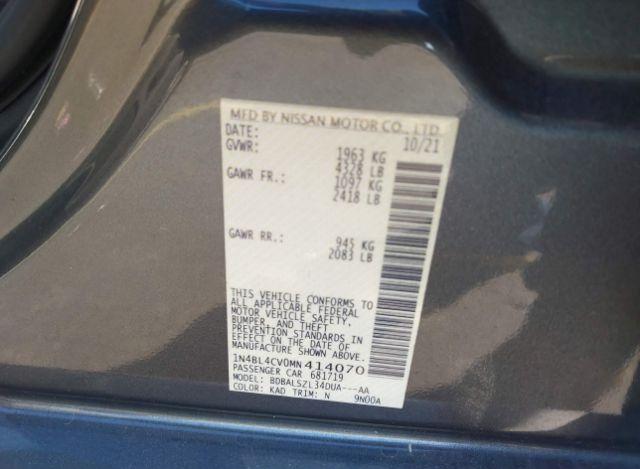 MFD BY NISSAN MOTOR CO., LTD.
DATE: 10/21
GVWR: 1963 KG
4328 LB
GAWR FR.: 1097 KG
2418 LB
GAWR RR.: 945 KG
2083 LB
THIS VEHICLE CONFORMS TO
ALL APPLICABLE FEDERAL
MOTOR VEHICLE SAFETY,
BUMPER, AND THEFT
PREVENTION STANDARDS IN
EFFECT ON THE DATE OF
MANUFACTURE SHOWN ABOVE.
1N4BL4CV0MN414070
PASSENGER CAR 681719
MODEL: BDBALSZL34DUA---AA
COLOR: KAD TRIM: N 9N00A